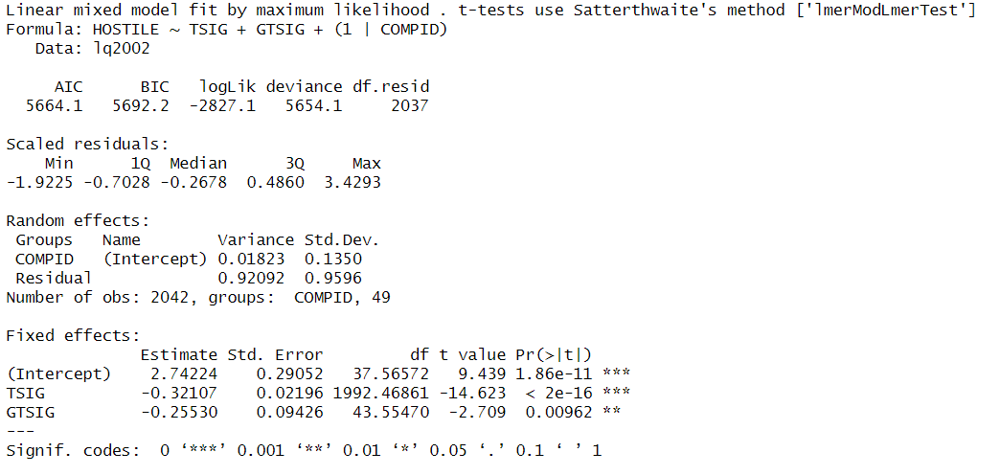 Linear mixed model fit by maximum likelihood . t-tests use Satterthwaite's method ['lmerModLmerTest']
Formula: HOSTILE ~ TSIG + GTSIG + (1 | COMPID)
   Data: lq2002

     AIC      BIC   logLik deviance df.resid
  5664.1   5692.2  -2827.1   5654.1     2037

Scaled residuals:
    Min      1Q  Median      3Q     Max
-1.9225 -0.7028 -0.2678  0.4860  3.4293

Random effects:
 Groups   Name        Variance Std.Dev.
 COMPID   (Intercept) 0.01823  0.1350
 Residual             0.92092  0.9596
Number of obs: 2042, groups:  COMPID, 49

Fixed effects:
              Estimate Std. Error         df t value Pr(>|t|)
(Intercept)    2.74224    0.29052   37.56572   9.439 1.86e-11 ***
TSIG          -0.32107    0.02196 1992.46861 -14.623  < 2e-16 ***
GTSIG         -0.25530    0.09426   43.55470  -2.709  0.00962 **
---
Signif. codes:  0 ‘***’ 0.001 ‘**’ 0.01 ‘*’ 0.05 ‘.’ 0.1 ‘ ’ 1